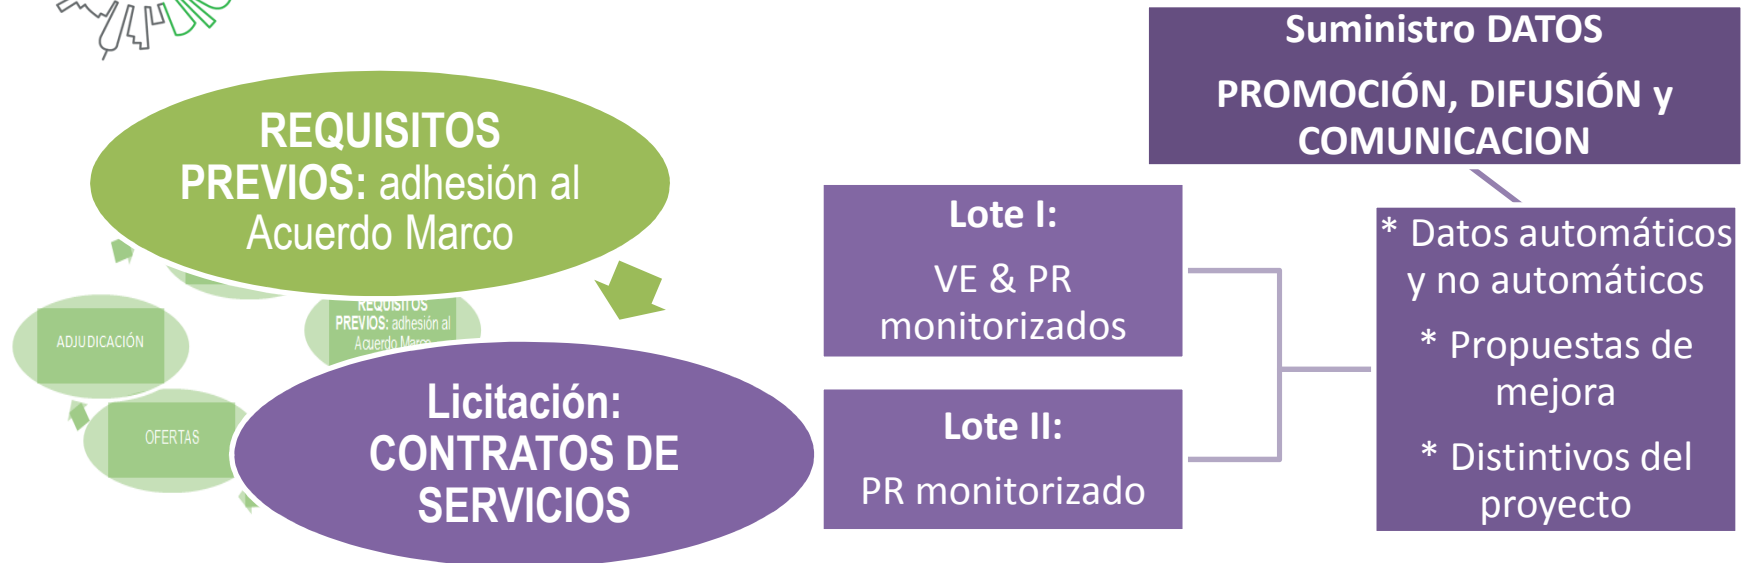 REQUISITOS
PREVIOS: adhesión al
Acuerdo Marco
REQUISITOS
PREVIOS: adhesión al
Acuerdo Marco
ADJUDICACIÓN
OFERTAS
Licitación:
CONTRATOS DE
SERVICIOS
Lote I:
VE & PR
monitorizados
Lote II:
PR monitorizado
Suministro DATOS
PROMOCIÓN, DIFUSIÓN y
COMUNICACION
* Datos automáticos
y no automáticos
* Propuestas de
mejora
* Distintivos del
proyecto